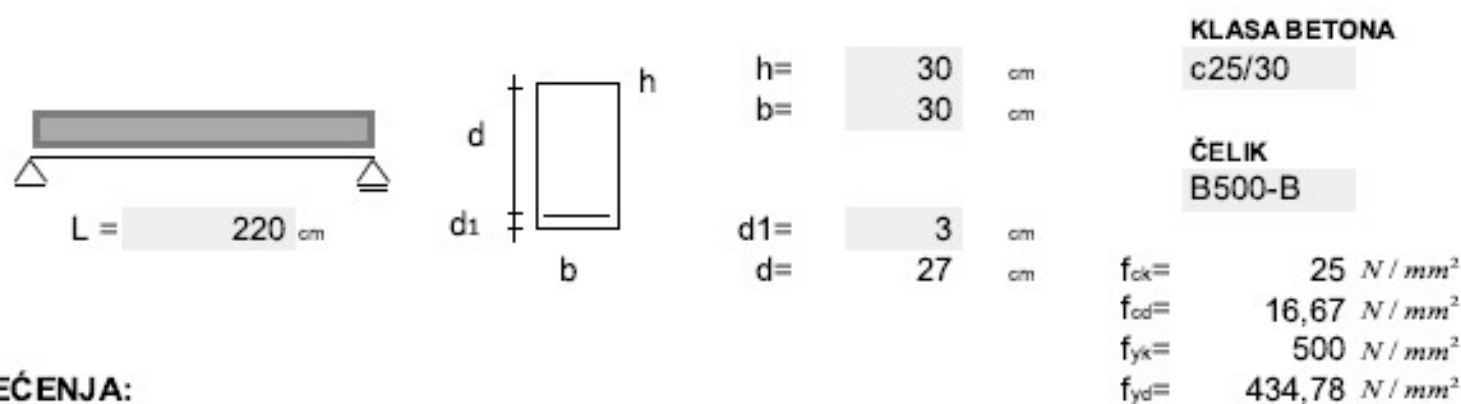 KLASA BETONA
h= 30 cm c25/30
h
b= 30 cm
d
ČELIK
B500-B
L = 220 cm d1 d1= 3 cm
b d= 27 cm fck= 25 N / mm²
fcd= 16,67 N / mm²
fyk= 500 N / mm²
EĆENJA: fyd= 434,78 N / mm²